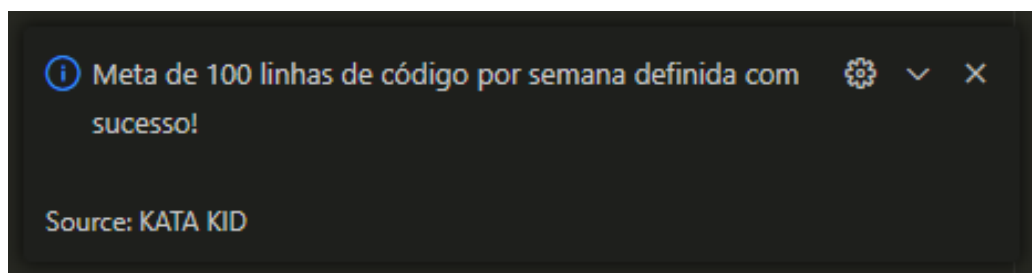 Meta de 100 linhas de código por semana definida com
sucesso!
Source: KATA KID